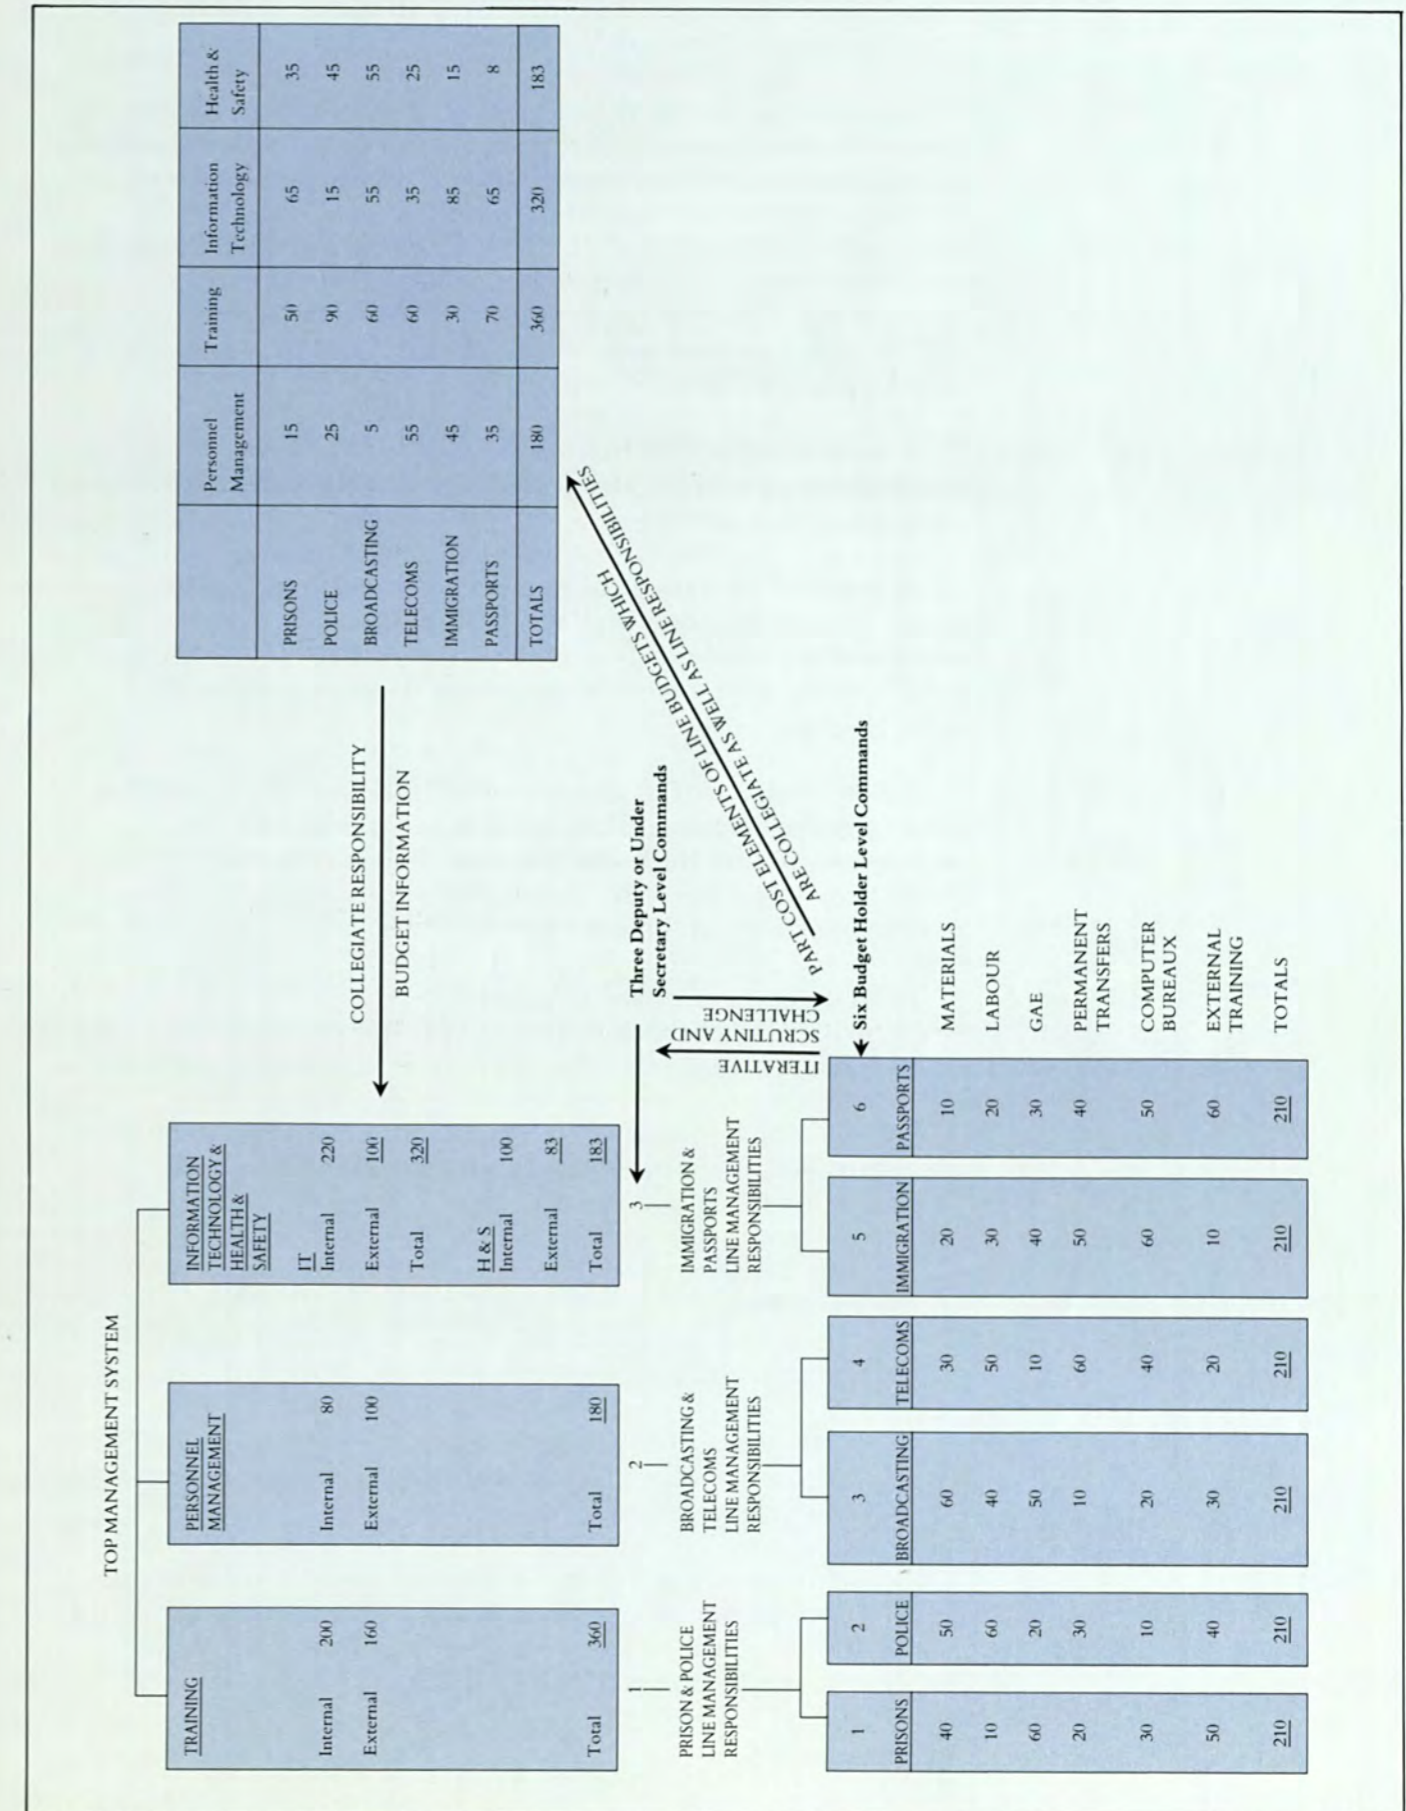 TOP MANAGEMENT SYSTEM
TRAINING
Internal 200
External 160
Total 360
PERSONNEL
MANAGEMENT
Internal 80
External 100
Total 180
INFORMATION
TECHNOLOGY &
HEALTH &
SAFETY
IT
Internal 220
External 100
Total 320
H & S
Internal 100
External 83
Total 183
COLLEGIATE RESPONSIBILITY
BUDGET INFORMATION
Personnel Management Training Information Technology Health & Safety
PRISONS 15 50 65 35
POLICE 25 90 15 45
BROADCASTING 5 60 55 55
TELECOMS 55 60 35 25
IMMIGRATION 45 30 85 15
PASSPORTS 35 70 65 8
TOTALS 180 360 320 183
1
PRISON & POLICE
LINE MANAGEMENT
RESPONSIBILITIES
2
BROADCASTING &
TELECOMS
LINE MANAGEMENT
RESPONSIBILITIES
3
IMMIGRATION &
PASSPORTS
LINE MANAGEMENT
RESPONSIBILITIES
Three Deputy or Under
Secretary Level Commands
ITERATIVE
SCRUTINY AND
CHALLENGE
PART COST ELEMENTS OF LINE BUDGETS WHICH
ARE COLLEGIATE AS WELL AS LINE RESPONSIBILITIES
Six Budget Holder Level Commands
1 2 3 4 5 6
PRISONS POLICE BROADCASTING TELECOMS IMMIGRATION PASSPORTS
40 50 60 30 20 10 MATERIALS
10 60 40 50 30 20 LABOUR
60 20 50 10 40 30 GAE
20 30 10 60 50 40 PERMANENT TRANSFERS
30 10 20 40 60 50 COMPUTER BUREAUX
50 40 30 20 10 60 EXTERNAL TRAINING
210 210 210 210 210 210 TOTALS